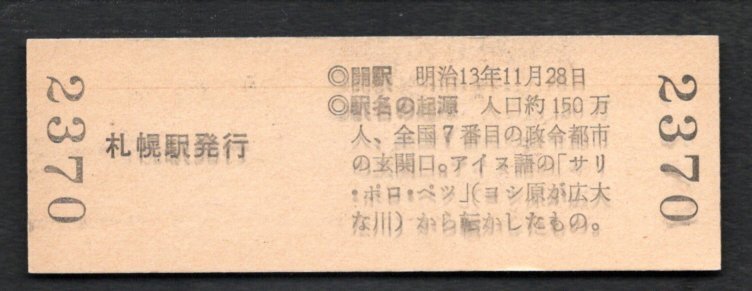 2370
札幌駅発行
◎開駅 明治13年11月28日
◎駅名の起源 人口約150万
人、全国7番目の政令都市
の玄関口。アイヌ語の「サリ
・ポロ・ペツ」(ヨシ原が広大
な川)から転かしたもの。
2370